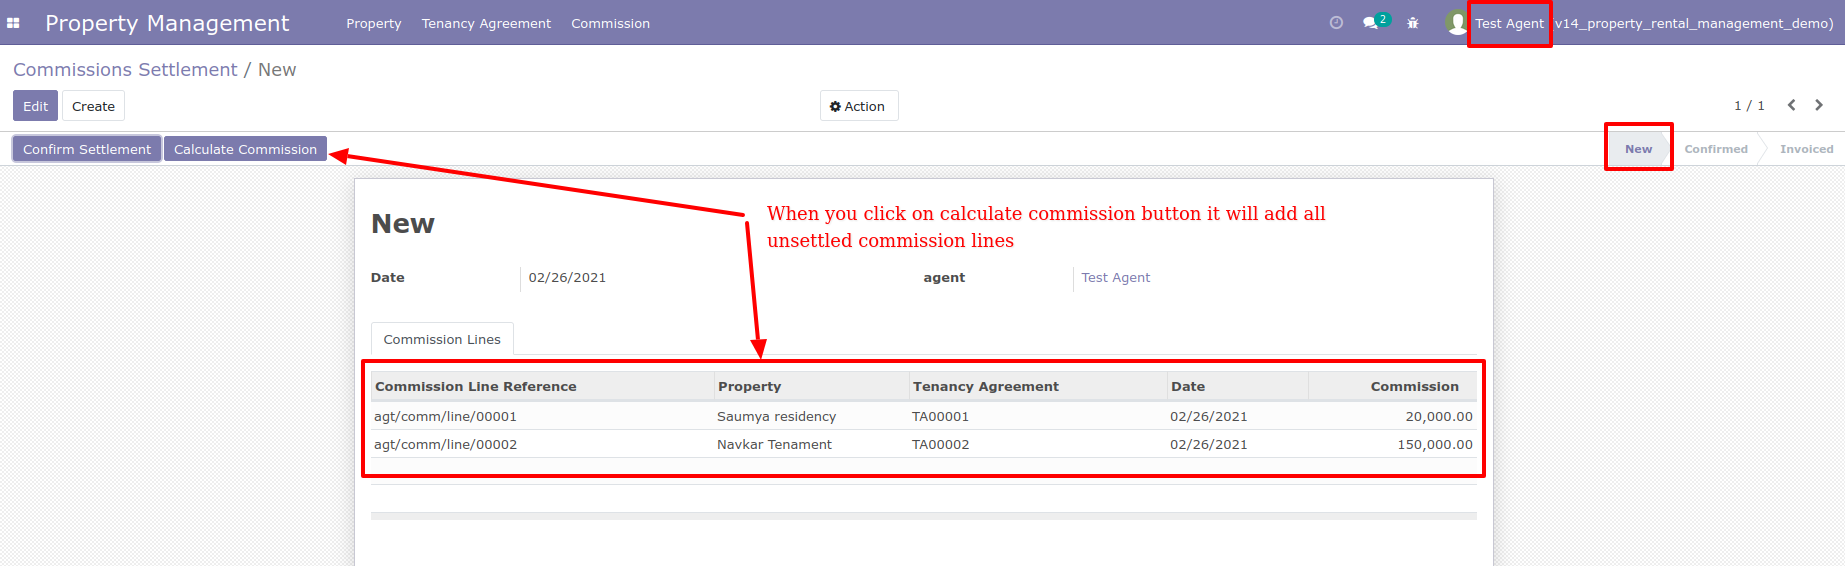 Property Management Property Tenancy Agreement Commission 2 Test Agent (v14_property_rental_management_demo)
Commissions Settlement / New
Edit Create Action 1 / 1
Confirm Settlement Calculate Commission New Confirmed Invoiced
New
When you click on calculate commission button it will add all
unsettled commission lines
Date 02/26/2021 agent Test Agent
Commission Lines
Commission Line Reference Property Tenancy Agreement Date Commission
agt/comm/line/00001 Saumya residency TA00001 02/26/2021 20,000.00
agt/comm/line/00002 Navkar Tenament TA00002 02/26/2021 150,000.00